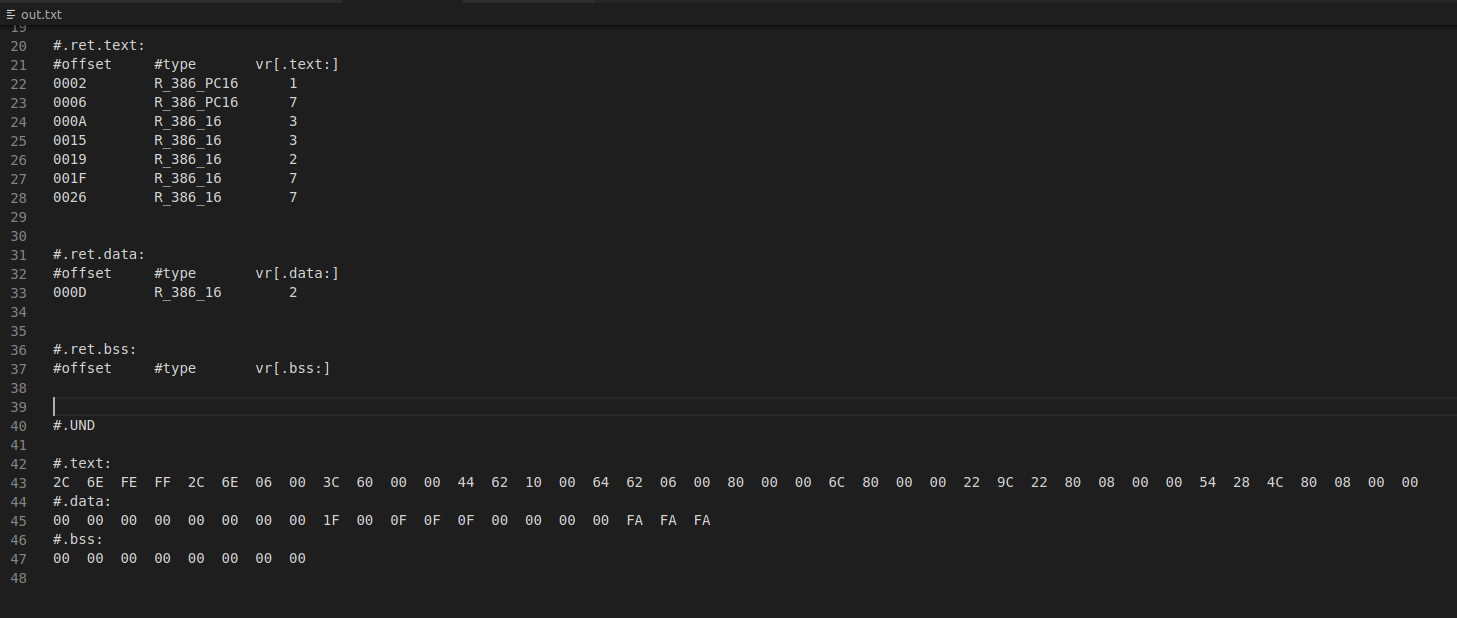 out.txt
19
20 #.ret.text:
21 #offset #type vr[.text:]
22 0002 R_386_PC16 1
23 0006 R_386_PC16 7
24 000A R_386_16 3
25 0015 R_386_16 3
26 0019 R_386_16 2
27 001F R_386_16 7
28 0026 R_386_16 7
29
30
31 #.ret.data:
32 #offset #type vr[.data:]
33 000D R_386_16 2
34
35
36 #.ret.bss:
37 #offset #type vr[.bss:]
38
39
40 #.UND
41
42 #.text:
43 2C 6E FE FF 2C 6E 06 00 3C 60 00 00 44 62 10 00 64 62 06 00 80 00 00 6C 80 00 00 22 9C 22 80 08 00 00 54 28 4C 80 08 00 00
44 #.data:
45 00 00 00 00 00 00 00 00 1F 00 0F 0F 0F 00 00 00 00 FA FA FA
46 #.bss:
47 00 00 00 00 00 00 00 00
48